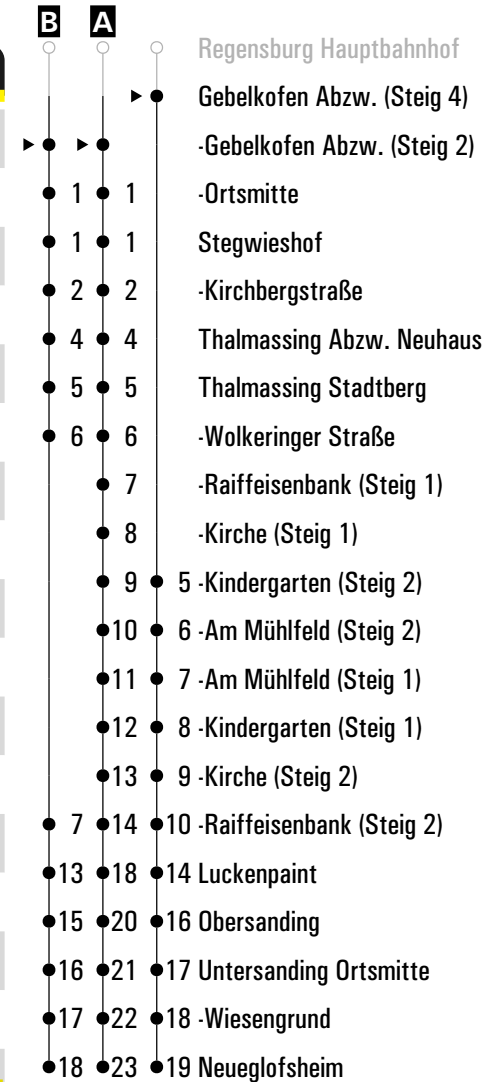 B A
Regensburg Hauptbahnhof
Gebelkofen Abzw. (Steig 4)
-Gebelkofen Abzw. (Steig 2)
1 1 -Ortsmitte
1 1 Stegwieshof
2 2 -Kirchbergstraße
4 4 Thalmassing Abzw. Neuhaus
5 5 Thalmassing Stadtberg
6 6 -Wolkeringer Straße
7 -Raiffeisenbank (Steig 1)
8 -Kirche (Steig 1)
9 5 -Kindergarten (Steig 2)
10 6 -Am Mühlfeld (Steig 2)
11 7 -Am Mühlfeld (Steig 1)
12 8 -Kindergarten (Steig 1)
13 9 -Kirche (Steig 2)
7 14 10 -Raiffeisenbank (Steig 2)
13 18 14 Luckenpaint
15 20 16 Obersanding
16 21 17 Untersanding Ortsmitte
17 22 18 -Wiesengrund
18 23 19 Neueglofsheim